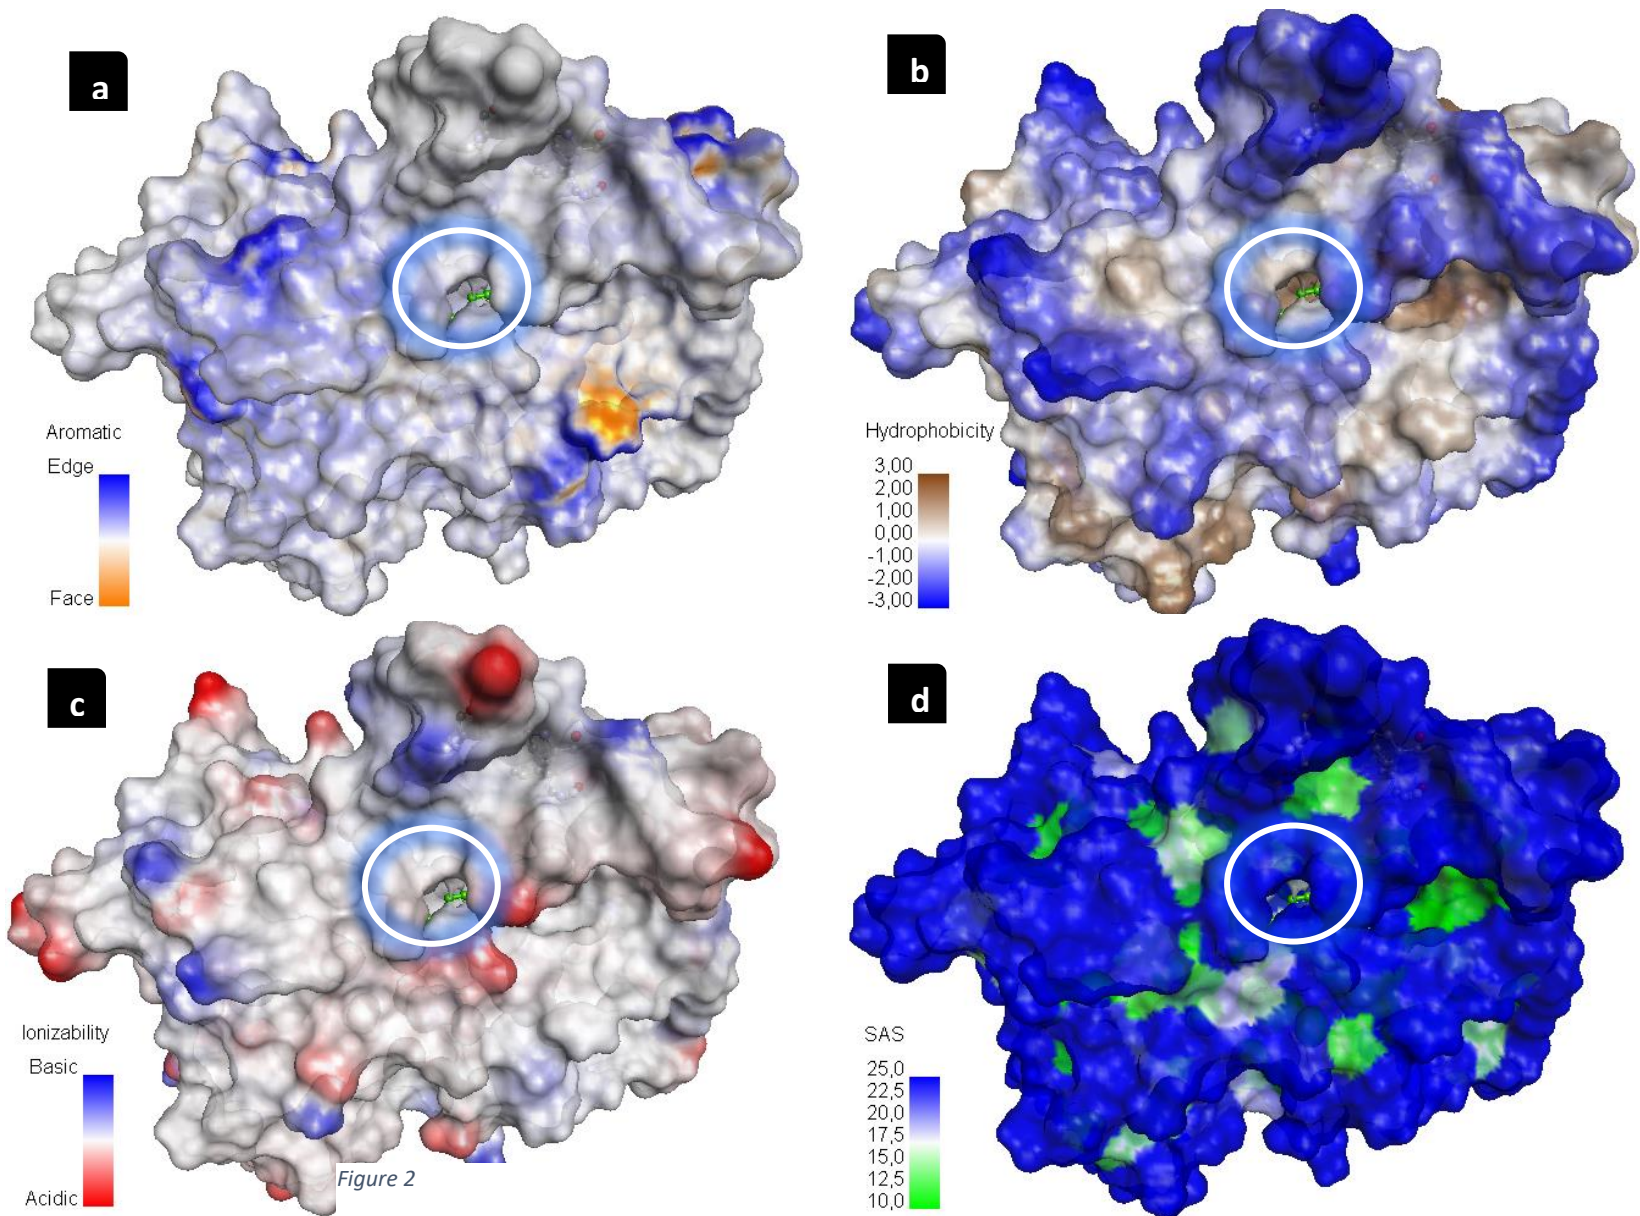 a
Aromatic
Edge
Face
b
Hydrophobicity
3,00
2,00
1,00
0,00
-1,00
-2,00
-3,00
c
Ionizability
Basic
Acidic
Figure 2
d
SAS
25,0
22,5
20,0
17,5
15,0
12,5
10,0